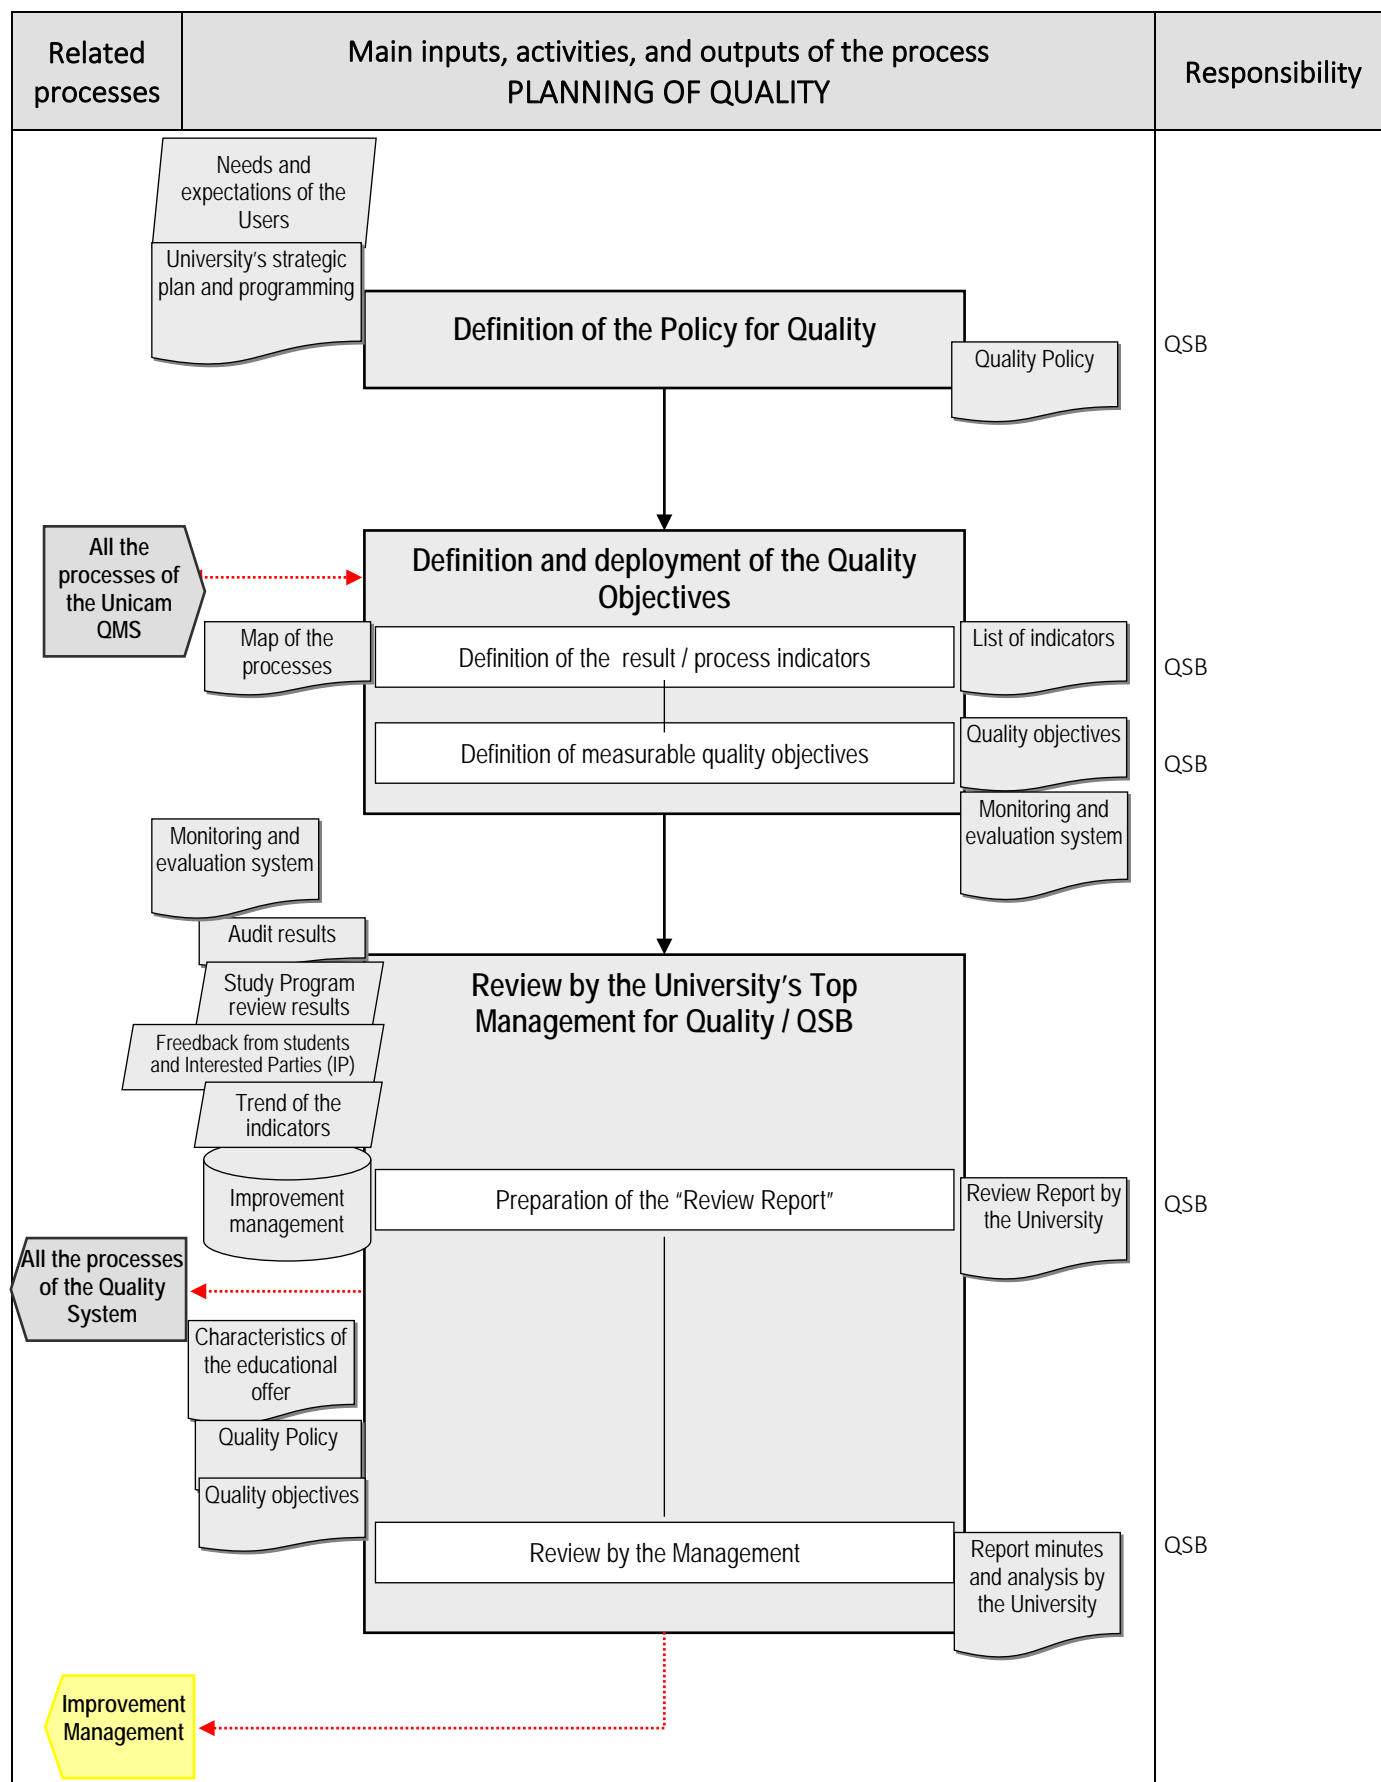 Related
processes
Main inputs, activities, and outputs of the process
PLANNING OF QUALITY
Responsibility
Needs and
expectations of the
Users
University's strategic
plan and programming
Definition of the Policy for Quality
Quality Policy
QSB
All the
processes of
the Unicam
QMS
Definition and deployment of the Quality
Objectives
Map of the
processes
Definition of the result / process indicators
List of indicators
QSB
Definition of measurable quality objectives
Quality objectives
QSB
Monitoring and
evaluation system
Monitoring and
evaluation system
Audit results
Study Program
review results
Freedback from students
and Interested Parties (IP)
Trend of the
indicators
Improvement
management
Review by the University's Top
Management for Quality / QSB
Preparation of the “Review Report”
Review Report by
the University
QSB
All the processes
of the Quality
System
Characteristics of
the educational
offer
Quality Policy
Quality objectives
Review by the Management
Report minutes
and analysis by
the University
QSB
Improvement
Management